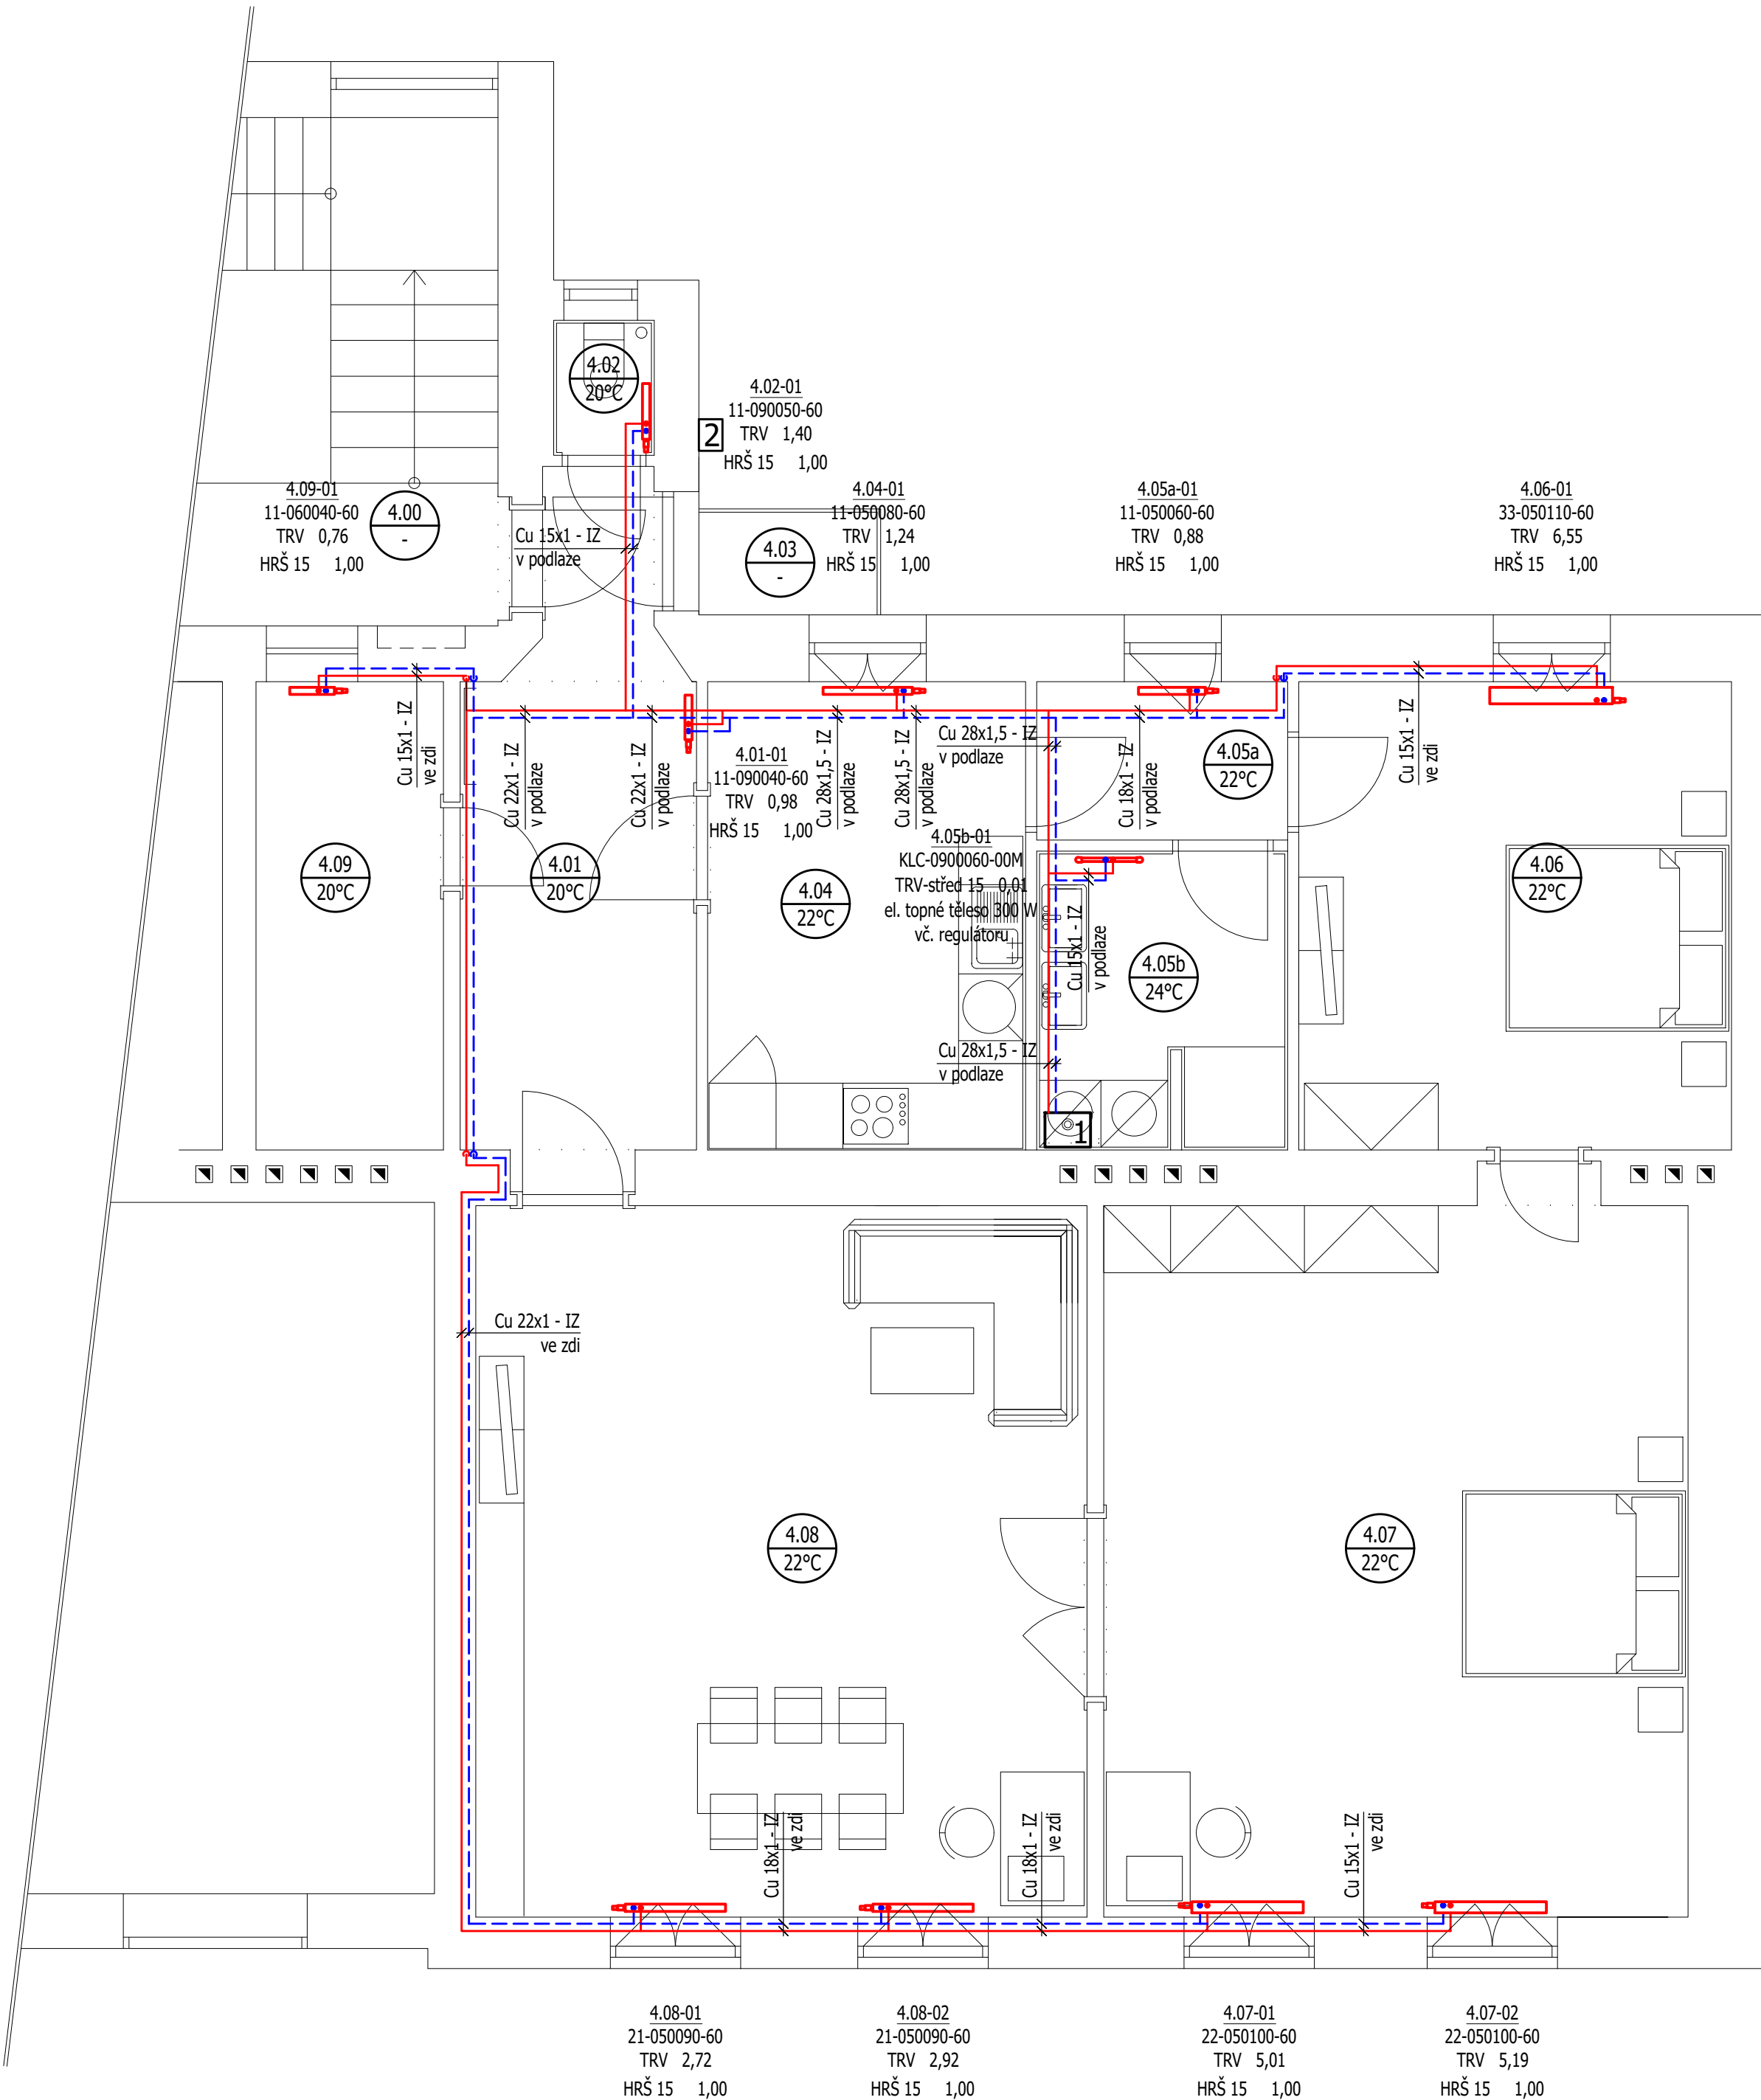 4.02
20°C
4.02-01
11-090050-60
TRV 1,40
HRŠ 15 1,00
2
4.09-01
11-060040-60
TRV 0,76
HRŠ 15 1,00
4.00
-
Cu 15x1 - IZ
v podlaze
4.03
-
4.04-01
11-050080-60
TRV 1,24
HRŠ 15 1,00
4.05a-01
11-050060-60
TRV 0,88
HRŠ 15 1,00
4.06-01
33-050110-60
TRV 6,55
HRŠ 15 1,00
Cu 15x1 - IZ
ve zdi
Cu 22x1 - IZ
v podlaze
Cu 22x1 - IZ
v podlaze
4.01-01
11-090040-60
TRV 0,98
HRŠ 15 1,00
Cu 28x1,5 - IZ
v podlaze
Cu 28x1,5 - IZ
v podlaze
Cu 28x1,5 - IZ
v podlaze
Cu 18x1 - IZ
v podlaze
4.05a
22°C
Cu 15x1 - IZ
ve zdi
4.05b-01
KLC-0900060-00M
TRV-střed 15 0,01
el. topné těleso 300 W
vč. regulátoru
4.09
20°C
4.01
20°C
4.04
22°C
4.06
22°C
Cu 15x1 - IZ
v podlaze
4.05b
24°C
Cu 28x1,5 - IZ
v podlaze
1
Cu 22x1 - IZ
ve zdi
4.08
22°C
4.07
22°C
Cu 18x1 - IZ
ve zdi
Cu 18x1 - IZ
ve zdi
Cu 15x1 - IZ
ve zdi
4.08-01
21-050090-60
TRV 2,72
HRŠ 15 1,00
4.08-02
21-050090-60
TRV 2,92
HRŠ 15 1,00
4.07-01
22-050100-60
TRV 5,01
HRŠ 15 1,00
4.07-02
22-050100-60
TRV 5,19
HRŠ 15 1,00